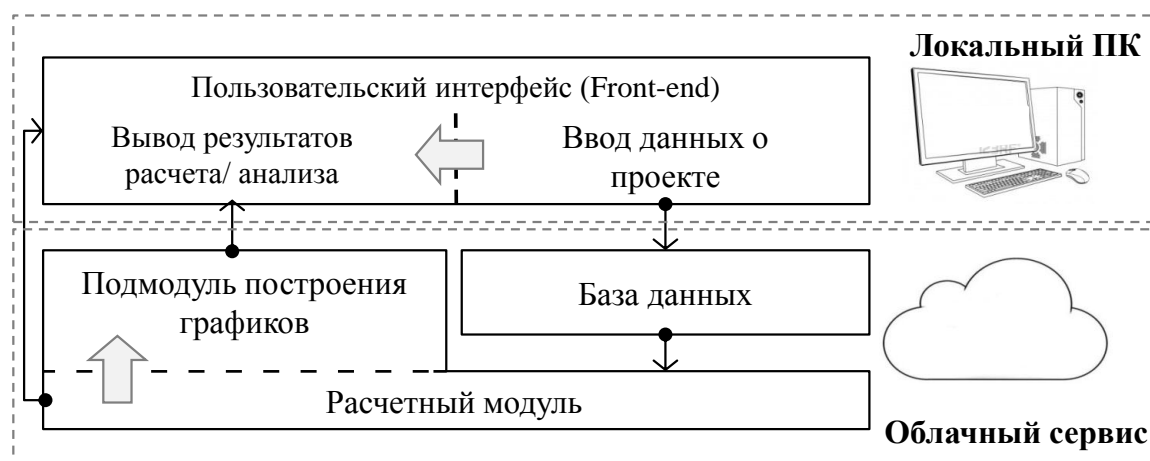 Локальный ПК
Пользовательский интерфейс (Front-end)
Вывод результатов
расчета/ анализа
Ввод данных о
проекте
Подмодуль построения
графиков
База данных
Расчетный модуль
Облачный сервис